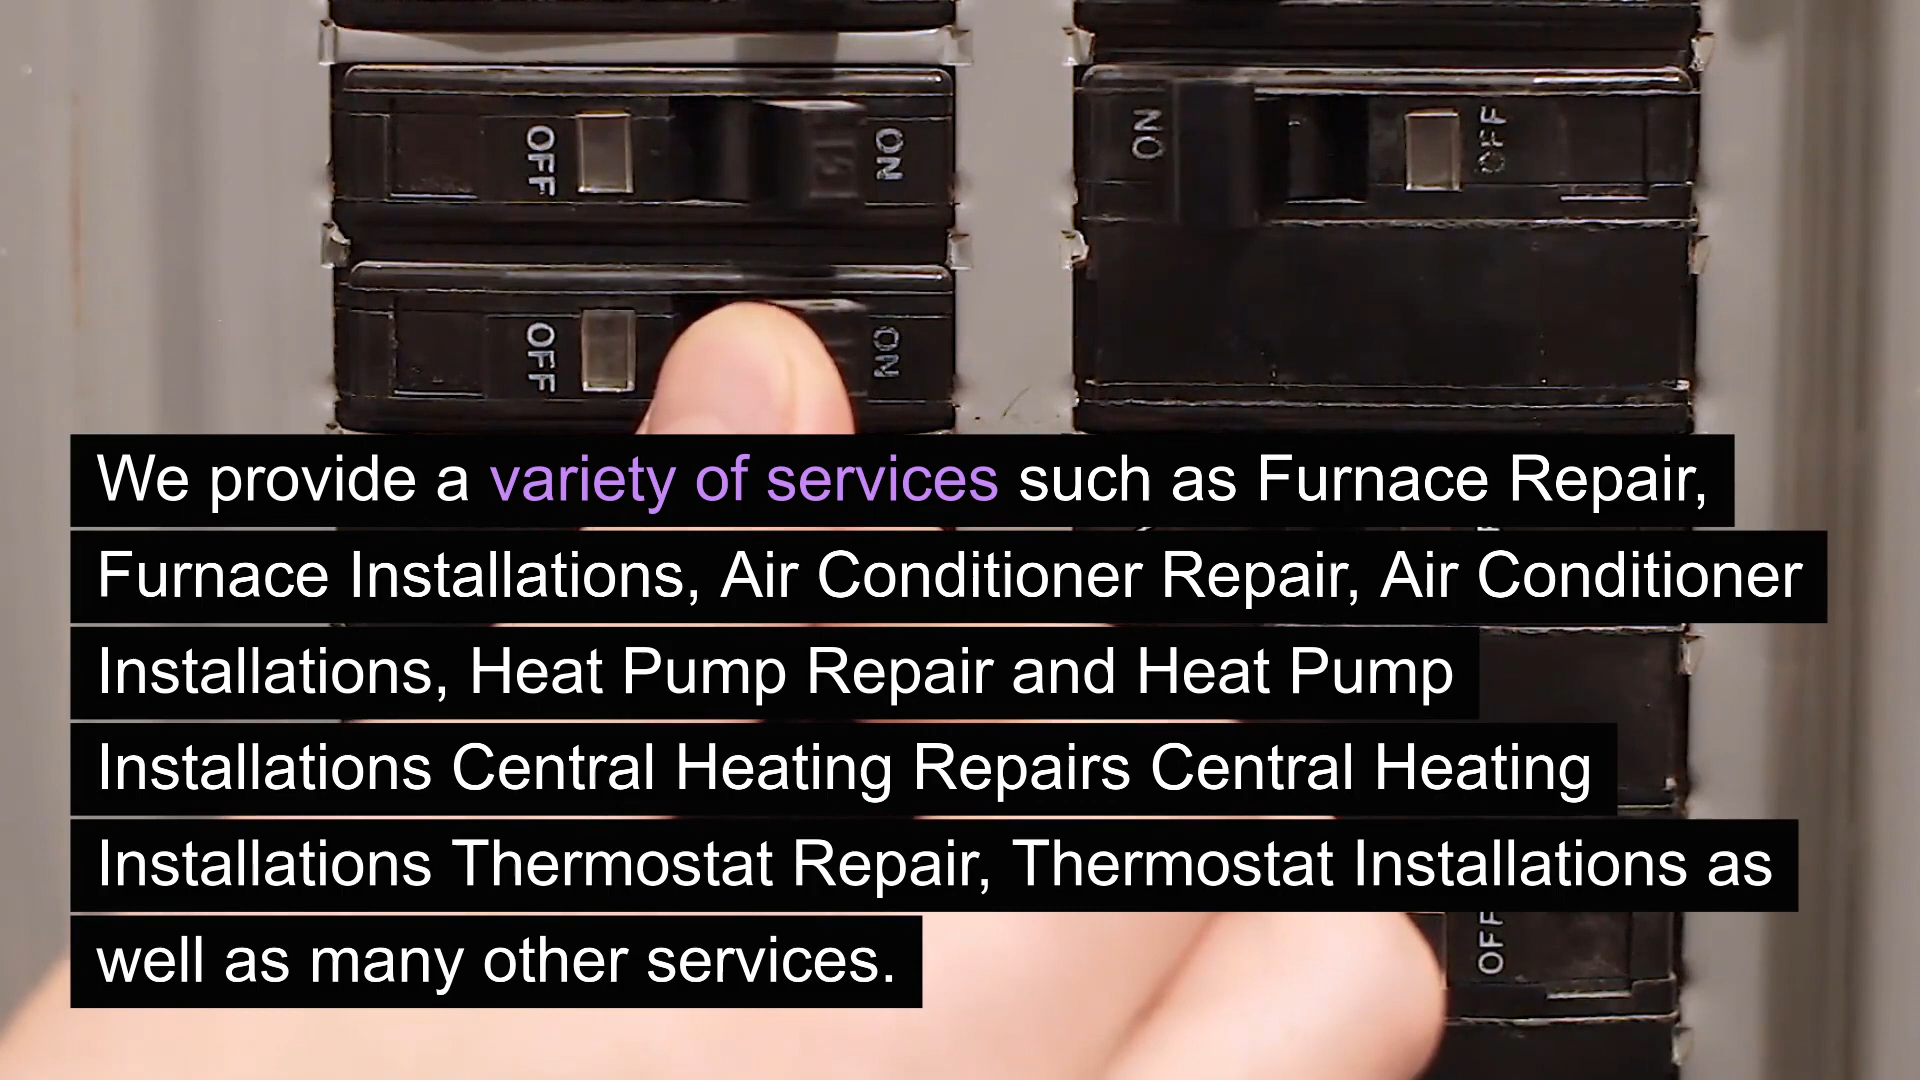 OFF ON ON OFF
OFF ON
We provide a variety of services such as Furnace Repair,
Furnace Installations, Air Conditioner Repair, Air Conditioner
Installations, Heat Pump Repair and Heat Pump
Installations Central Heating Repairs Central Heating
Installations Thermostat Repair, Thermostat Installations as
well as many other services.
OFF